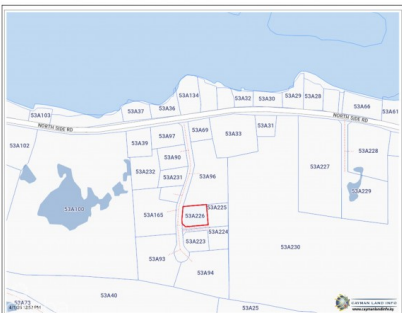 53A134
53A32
53A30
53A29
53A28
53A37
53A36
53A66
53A61
53A103
NORTH SIDE RD
NORTH SIDE RD
53A102
53A97
53A69
53A33
53A31
53A39
53A90
53A228
53A232
53A231
53A96
53A227
53A229
53A100
53A165
53A226
53A225
53A224
53A223
53A230
53A93
53A94
53A40
53A25
53A73
CAYMAN LAND INFO
www.caymanlandinfo.ky